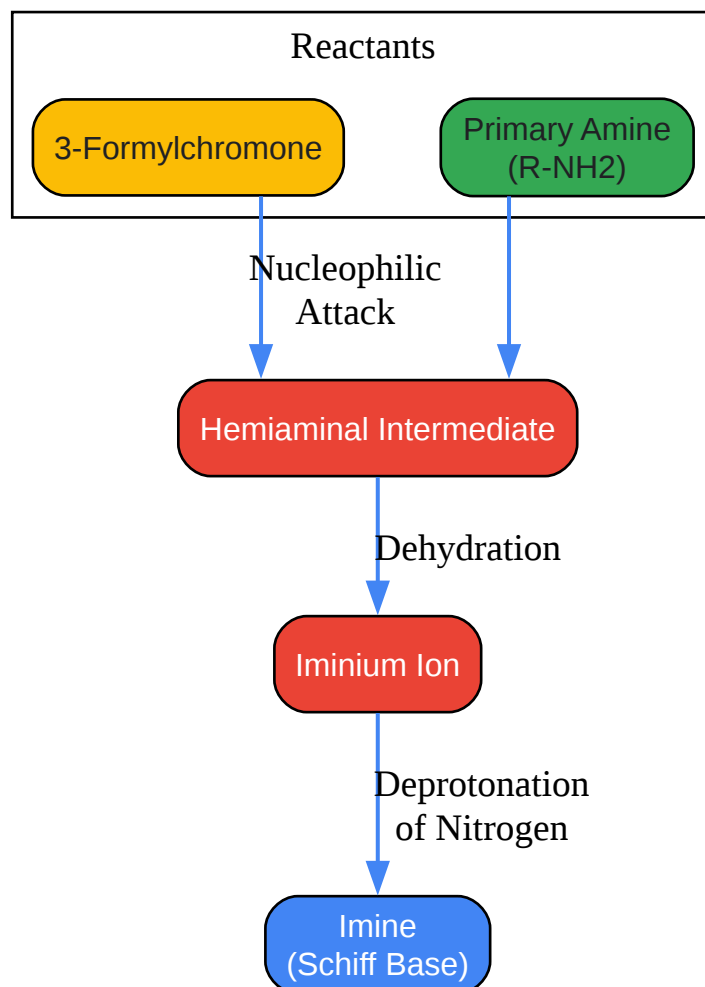 Reactants
3-Formylchromone
Primary Amine
(R-NH2)
Nucleophilic
Attack
Hemiaminal Intermediate
Dehydration
Iminium Ion
Deprotonation
of Nitrogen
Imine
(Schiff Base)